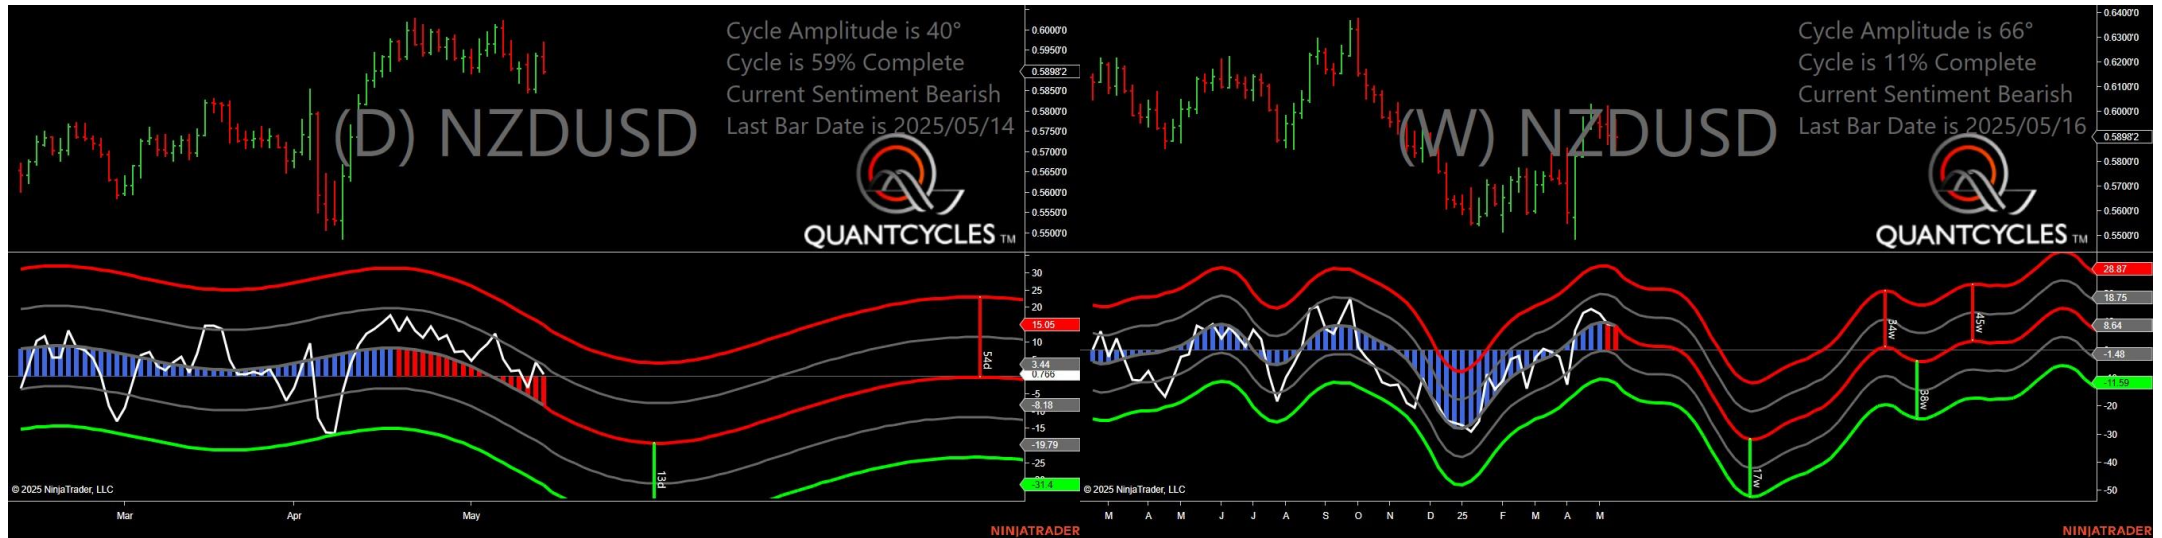 Cycle Amplitude is 40°
Cycle is 59% Complete
Current Sentiment Bearish
Last Bar Date is 2025/05/14
(D) NZDUSD
QUANTCYCLES TM
0.6000'0
0.5950'0
0.5898'2
0.5850'0
0.5800'0
0.5750'0
0.5700'0
0.5650'0
0.5600'0
0.5550'0
0.5500'0
30
25
20
15.05
10
3.44
0.766
-5
-8.18
-15
-19.79
-25
-31.4
54d
13d
© 2025 NinjaTrader, LLC
Mar Apr May
NINJATRADER
Cycle Amplitude is 66°
Cycle is 11% Complete
Current Sentiment Bearish
Last Bar Date is 2025/05/16
(W) NZDUSD
QUANTCYCLES TM
0.6400'0
0.6300'0
0.6200'0
0.6100'0
0.6000'0
0.5898'2
0.5800'0
0.5700'0
0.5600'0
0.5500'0
28.87
18.75
8.64
-1.48
-11.59
-20
-30
-40
-50
34w
45w
38w
17w
© 2025 NinjaTrader, LLC
M A M J J A S O N D 25 F M A M
NINJATRADER